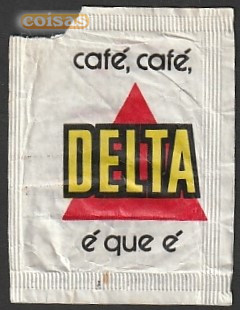 coisas
café, café,
DELTA
é que é